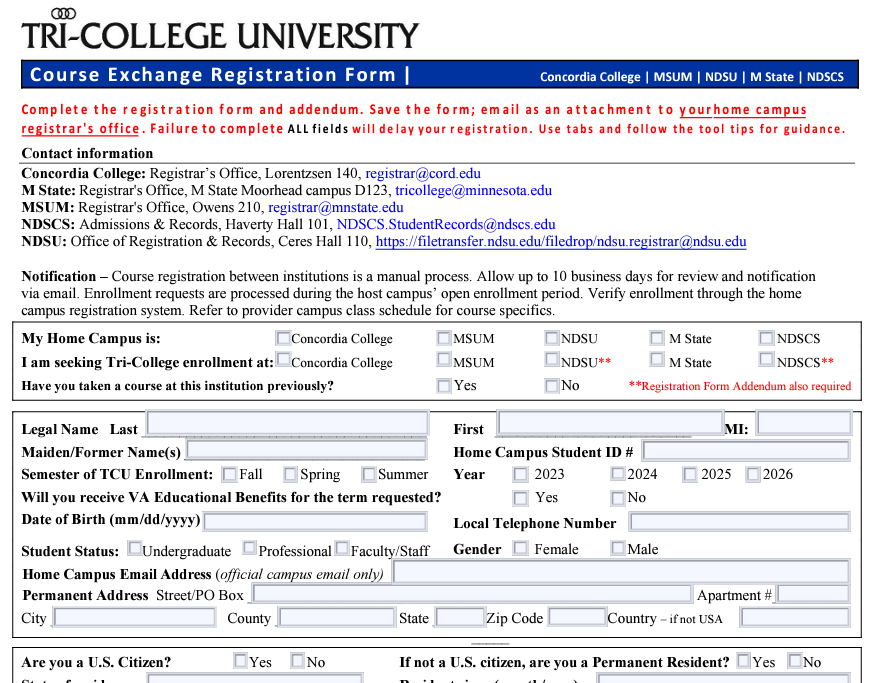 TRI-COLLEGE UNIVERSITY
Course Exchange Registration Form | Concordia College | MSUM | NDSU | M State | NDSCS
Complete the registration form and addendum. Save the form; email as an attachment to yourhome campus
registrar's office. Failure to complete ALL fields will delay your registration. Use tabs and follow the tool tips for guidance.
Contact information
Concordia College: Registrar's Office, Lorentzsen 140, registrar@cord.edu
M State: Registrar's Office, M State Moorhead campus D123, tricollege@minnesota.edu
MSUM: Registrar's Office, Owens 210, registrar@mnstate.edu
NDSCS: Admissions & Records, Haverty Hall 101, NDSCS.StudentRecords@ndscs.edu
NDSU: Office of Registration & Records, Ceres Hall 110, https://filetransfer.ndsu.edu/filedrop/ndsu.registrar@ndsu.edu
Notification – Course registration between institutions is a manual process. Allow up to 10 business days for review and notification
via email. Enrollment requests are processed during the host campus' open enrollment period. Verify enrollment through the home
campus registration system. Refer to provider campus class schedule for course specifics.
My Home Campus is: Concordia College MSUM NDSU M State NDSCS
I am seeking Tri-College enrollment at: Concordia College MSUM NDSU** M State NDSCS**
Have you taken a course at this institution previously? Yes No **Registration Form Addendum also required
Legal Name Last First MI:
Maiden/Former Name(s) Home Campus Student ID #
Semester of TCU Enrollment: Fall Spring Summer Year 2023 2024 2025 2026
Will you receive VA Educational Benefits for the term requested? Yes No
Date of Birth (mm/dd/yyyy) Local Telephone Number
Student Status: Undergraduate Professional Faculty/Staff Gender Female Male
Home Campus Email Address (official campus email only)
Permanent Address Street/PO Box Apartment #
City County State Zip Code Country – if not USA
Are you a U.S. Citizen? Yes No If not a U.S. citizen, are you a Permanent Resident? Yes No